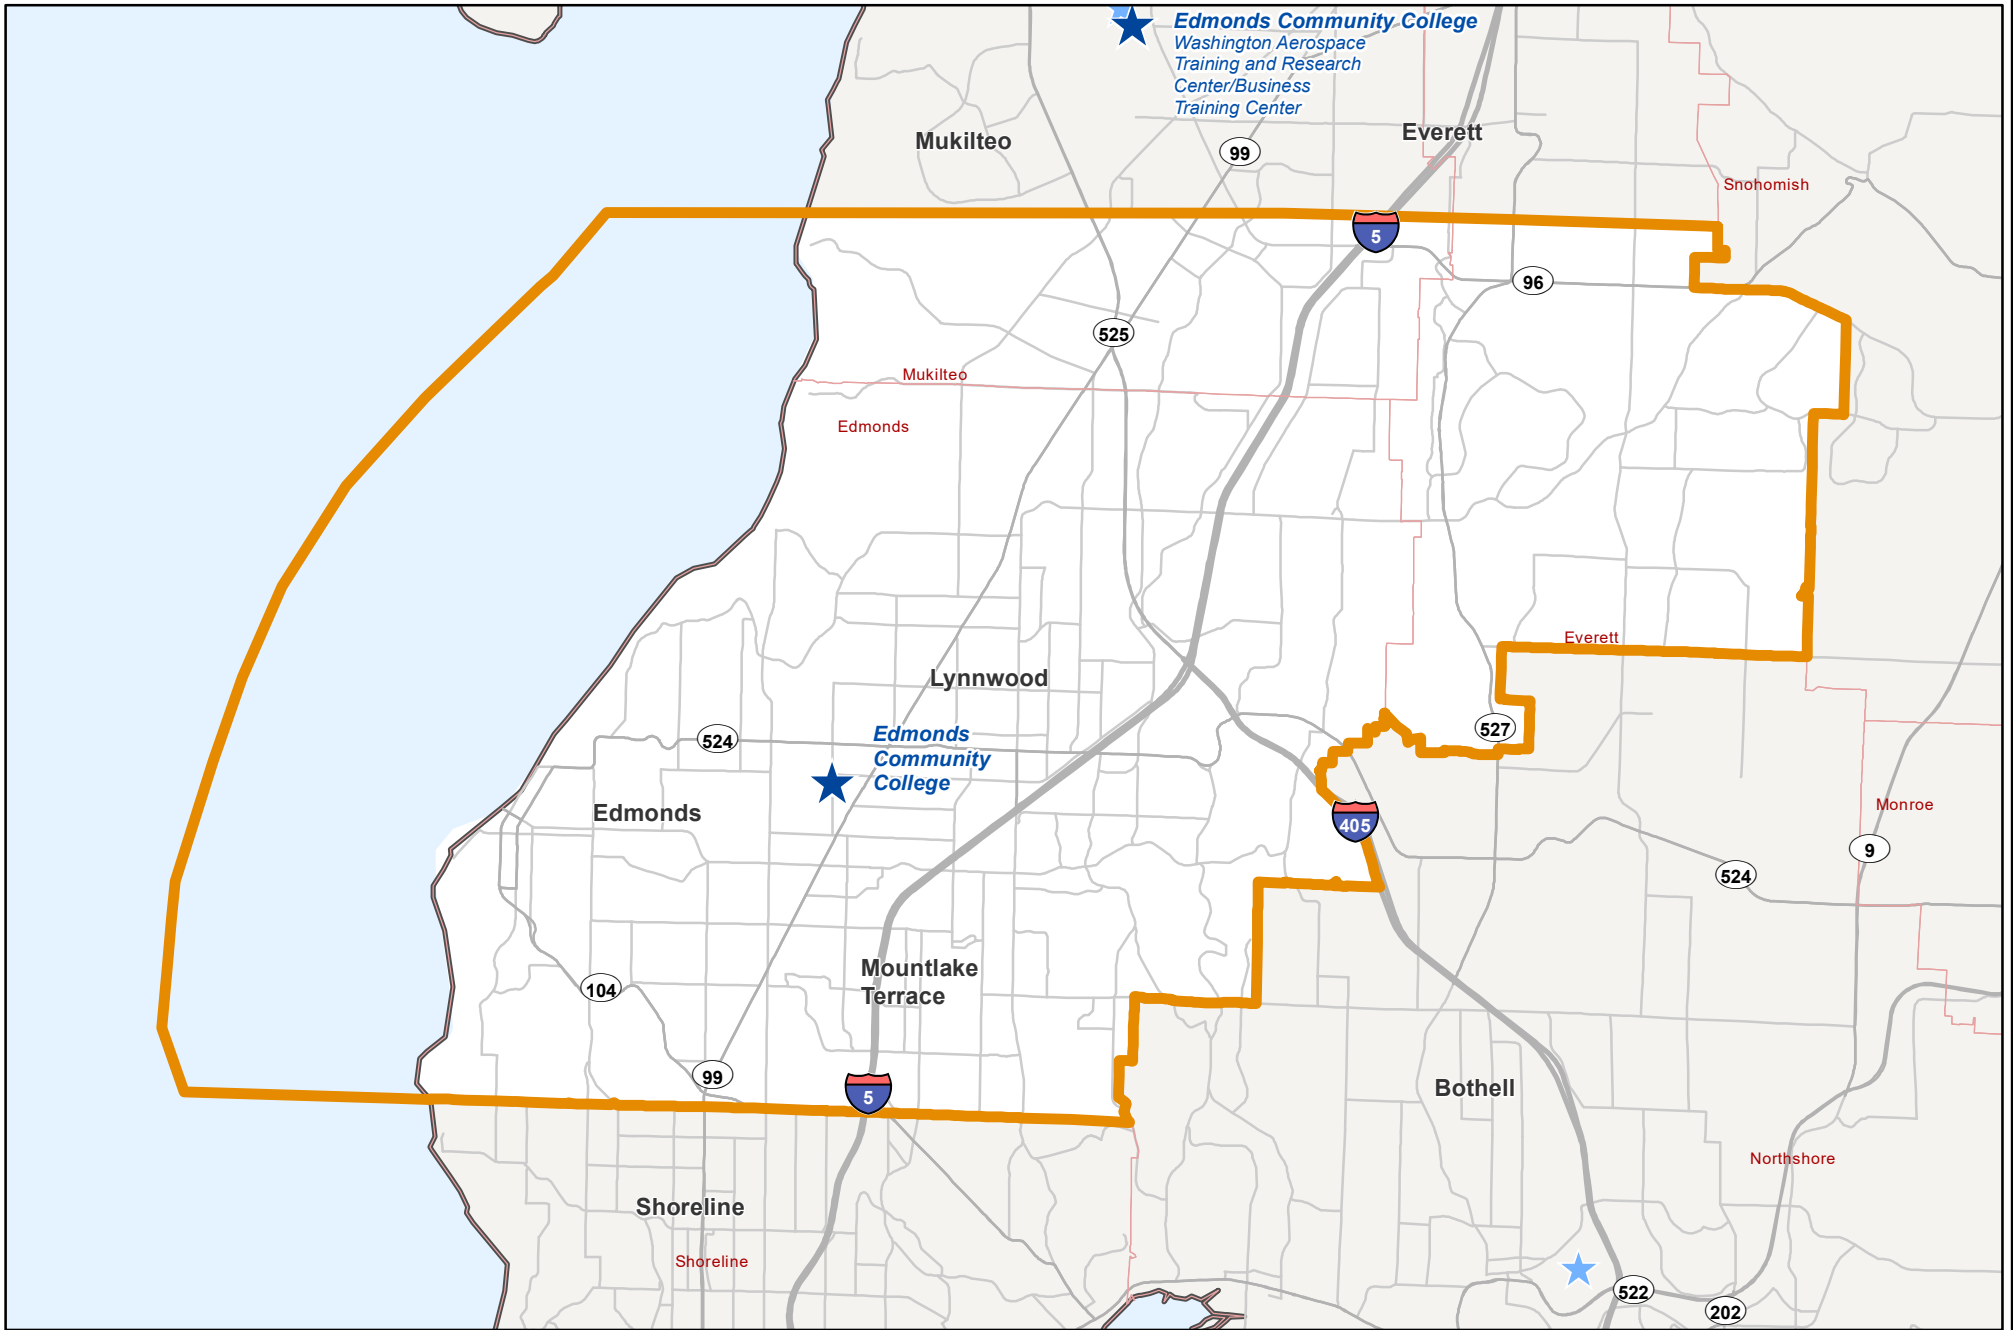 Edmonds Community College
Washington Aerospace
Training and Research
Center/Business
Training Center
Mukilteo
Everett
99
Snohomish
5
96
525
Mukilteo
Edmonds
Everett
Lynnwood
524
527
Edmonds
Community
College
Edmonds
405
Monroe
9
524
Mountlake
Terrace
104
99
5
Bothell
Northshore
Shoreline
Shoreline
522
202